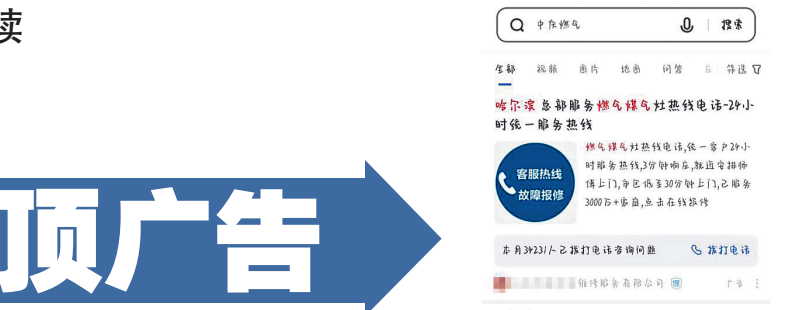 读
顶广告
中庆燃气
搜索
全部 视频 图片 地图 问答 筛选
哈尔滨总部服务燃气煤气灶热线电话-24小
时统一服务热线
燃气煤气灶热线电话,统一客户24小
时服务热线,3分钟响应,就近安排师
傅上门,市区低至30分钟上门,已服务
3000万+家庭,点击在线报修
客服热线
故障报修
本月34231人已拨打电话咨询问题
拨打电话
维修服务有限公司
广告